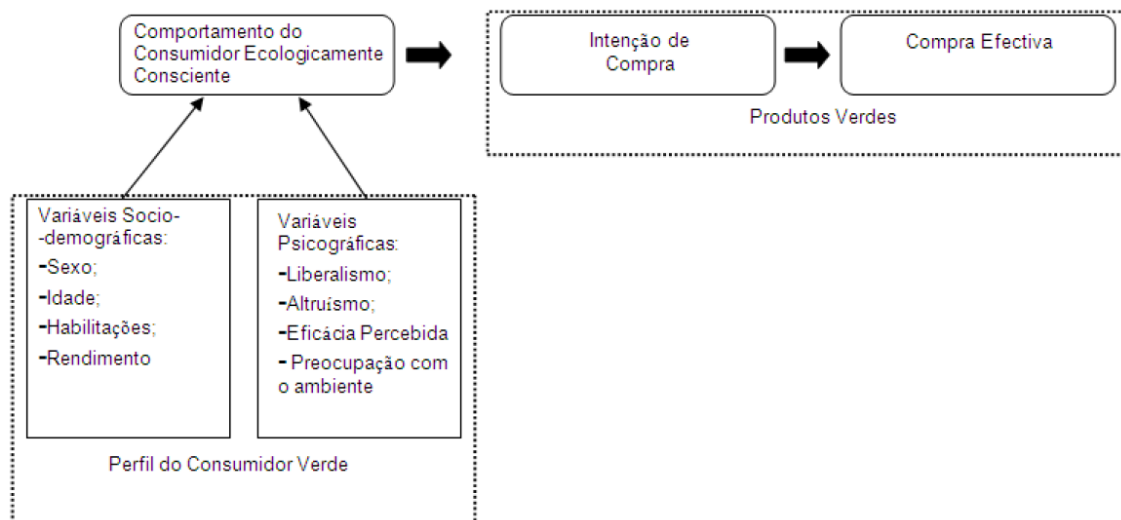 Comportamento do
Consumidor Ecologicamente
Consciente
Intenção de
Compra
Compra Efectiva
Produtos Verdes
Variáveis Socio-
-demográficas:
-Sexo;
-Idade;
-Habilitações;
-Rendimento
Variáveis
Psicográficas:
-Liberalismo;
-Altruísmo;
-Eficácia Percebida
- Preocupação com
o ambiente
Perfil do Consumidor Verde